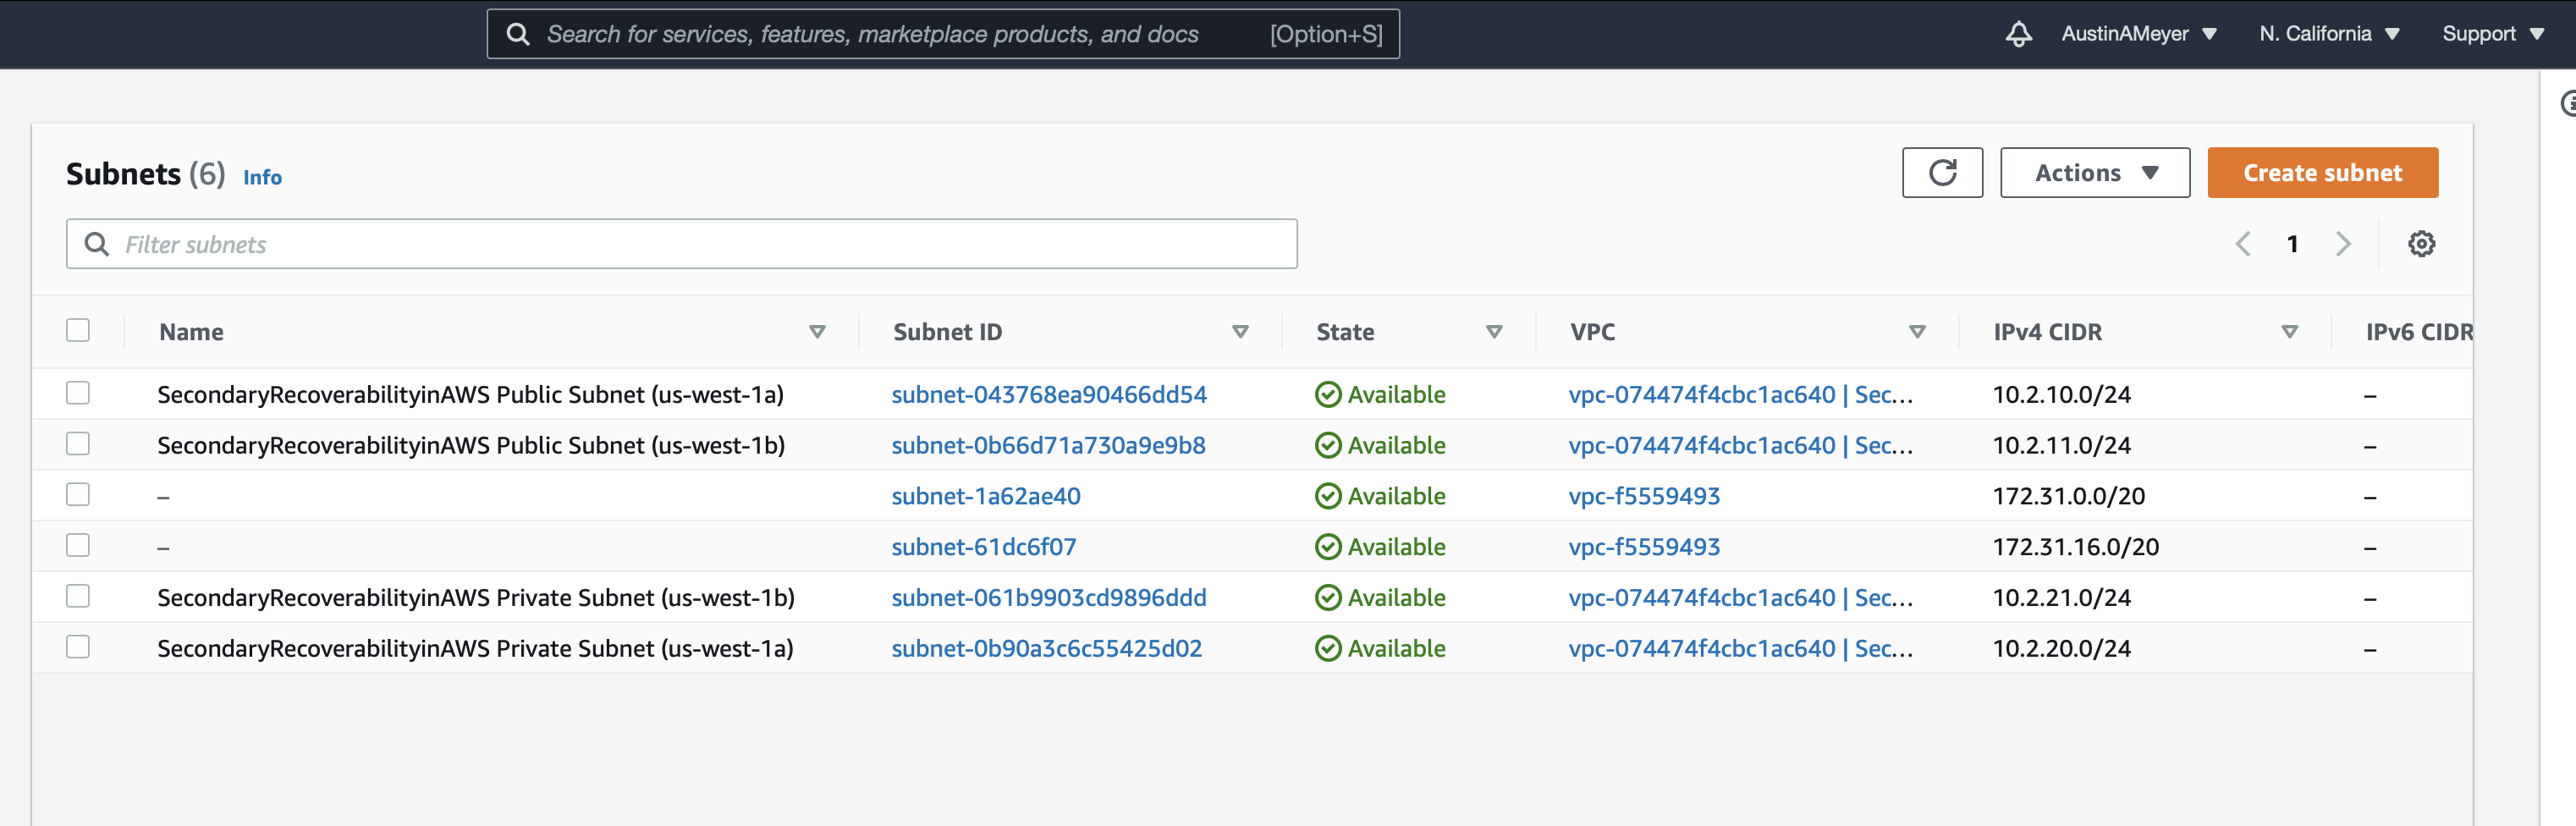 Search for services, features, marketplace products, and docs [Option+S] AustinAMeyer N. California Support
Subnets (6) Info Actions Create subnet
Filter subnets 1
Name Subnet ID State VPC IPv4 CIDR IPv6 CIDR
SecondaryRecoverabilityinAWS Public Subnet (us-west-1a) subnet-043768ea90466dd54 Available vpc-074474f4cbc1ac640 | Sec... 10.2.10.0/24 –
SecondaryRecoverabilityinAWS Public Subnet (us-west-1b) subnet-0b66d71a730a9e9b8 Available vpc-074474f4cbc1ac640 | Sec... 10.2.11.0/24 –
– subnet-1a62ae40 Available vpc-f5559493 172.31.0.0/20 –
– subnet-61dc6f07 Available vpc-f5559493 172.31.16.0/20 –
SecondaryRecoverabilityinAWS Private Subnet (us-west-1b) subnet-061b9903cd9896ddd Available vpc-074474f4cbc1ac640 | Sec... 10.2.21.0/24 –
SecondaryRecoverabilityinAWS Private Subnet (us-west-1a) subnet-0b90a3c6c55425d02 Available vpc-074474f4cbc1ac640 | Sec... 10.2.20.0/24 –